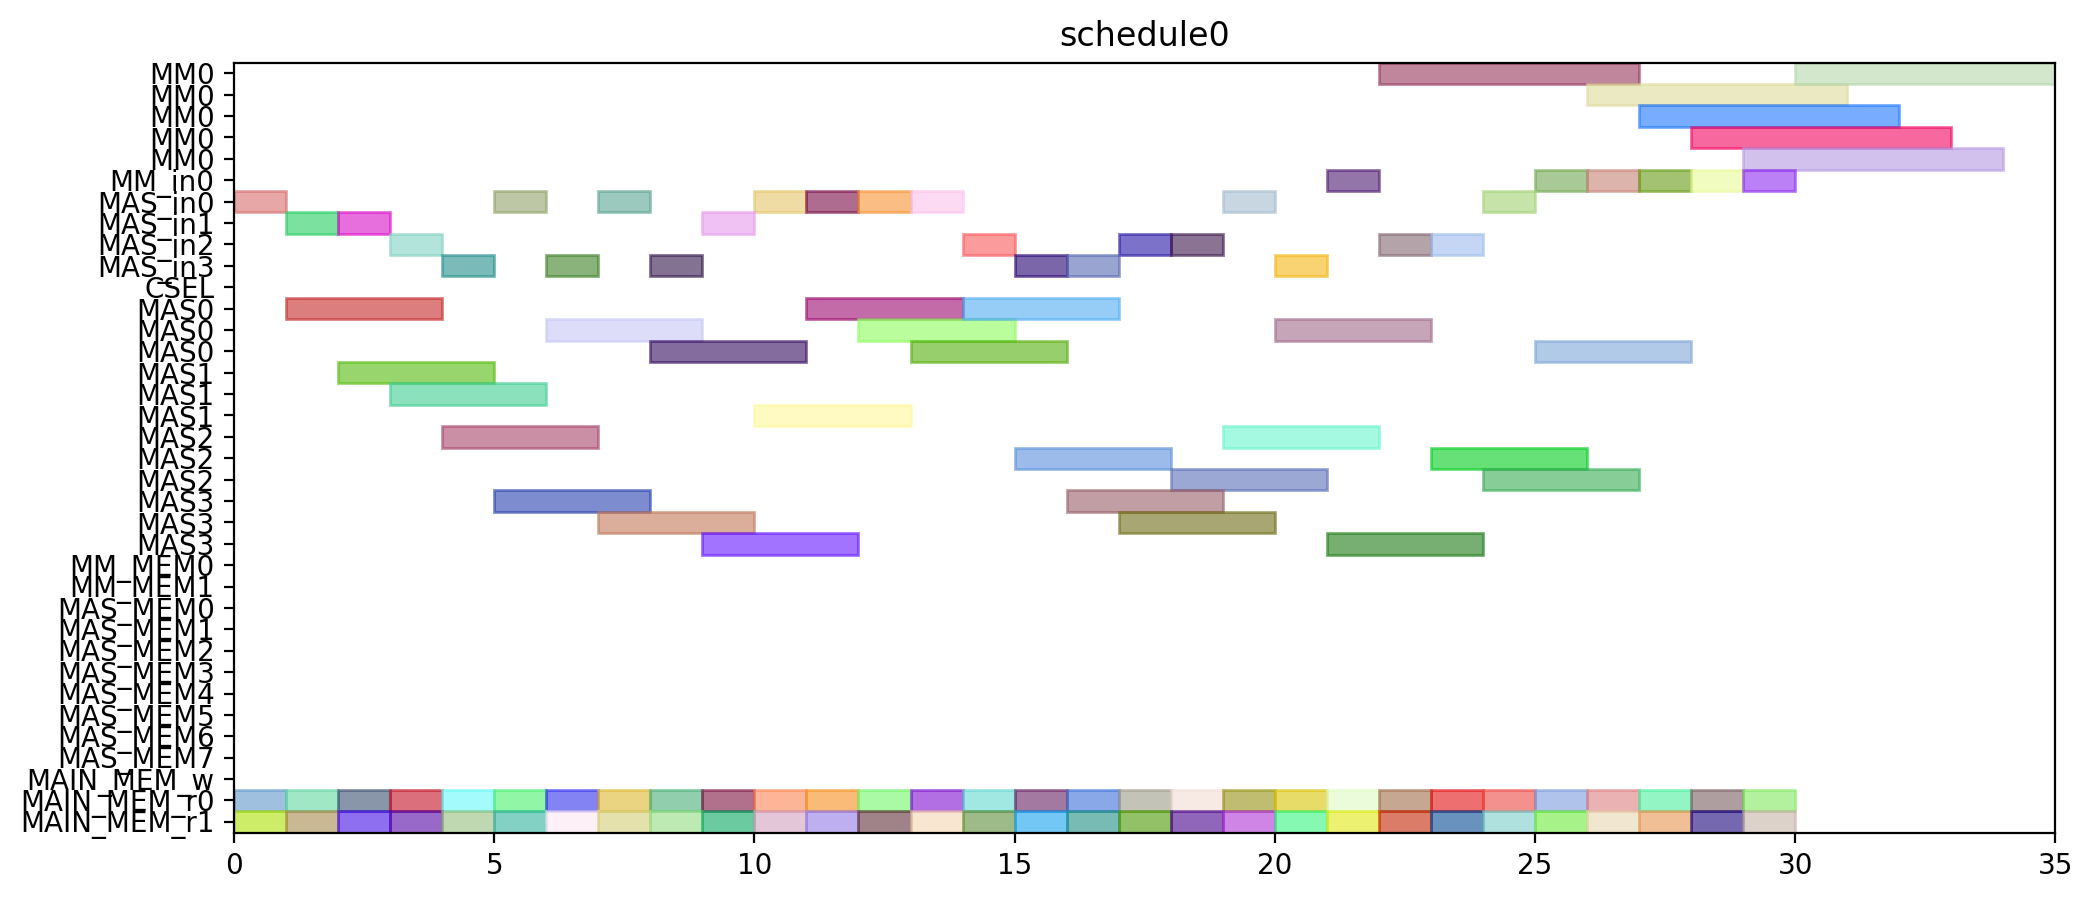 schedule0
MM0
MM0
MM0
MM0
MM0
MM_in0
MAS_in0
MAS_in1
MAS_in2
MAS_in3
CSEL
MAS0
MAS0
MAS0
MAS1
MAS1
MAS1
MAS2
MAS2
MAS2
MAS3
MAS3
MAS3
MM_MEM0
MM_MEM1
MAS_MEM0
MAS_MEM1
MAS_MEM2
MAS_MEM3
MAS_MEM4
MAS_MEM5
MAS_MEM6
MAS_MEM7
MAIN_MEM_w
MAIN_MEM_r0
MAIN_MEM_r1
0 5 10 15 20 25 30 35